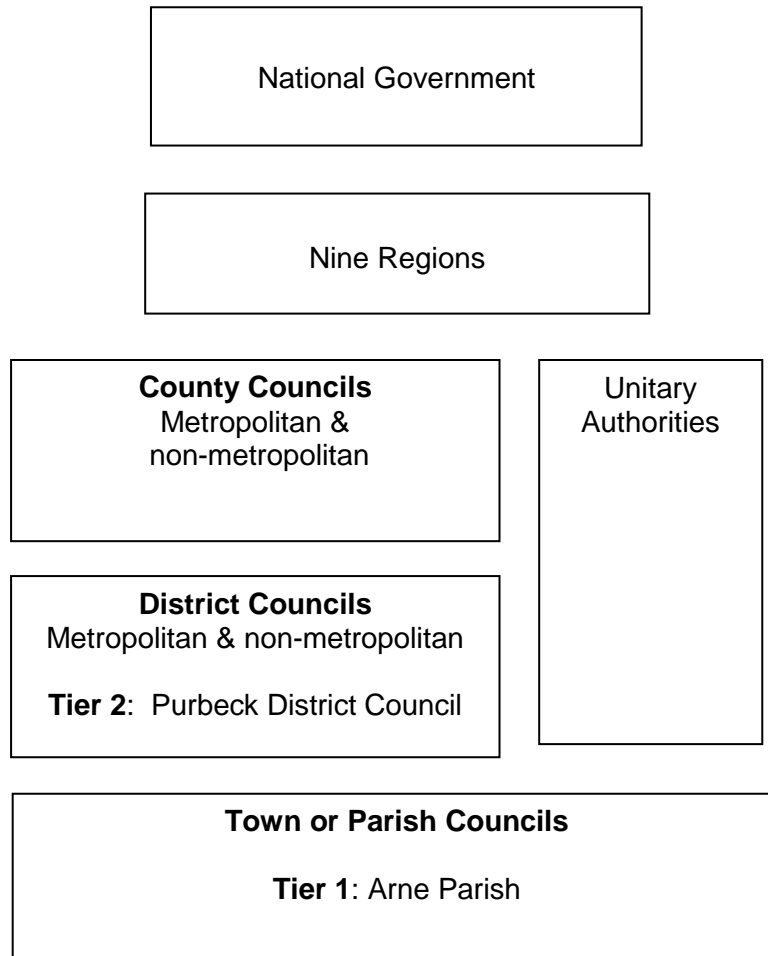 National Government
Nine Regions
County Councils
Metropolitan &
non-metropolitan
Unitary
Authorities
District Councils
Metropolitan & non-metropolitan
Tier 2: Purbeck District Council
Town or Parish Councils
Tier 1: Arne Parish